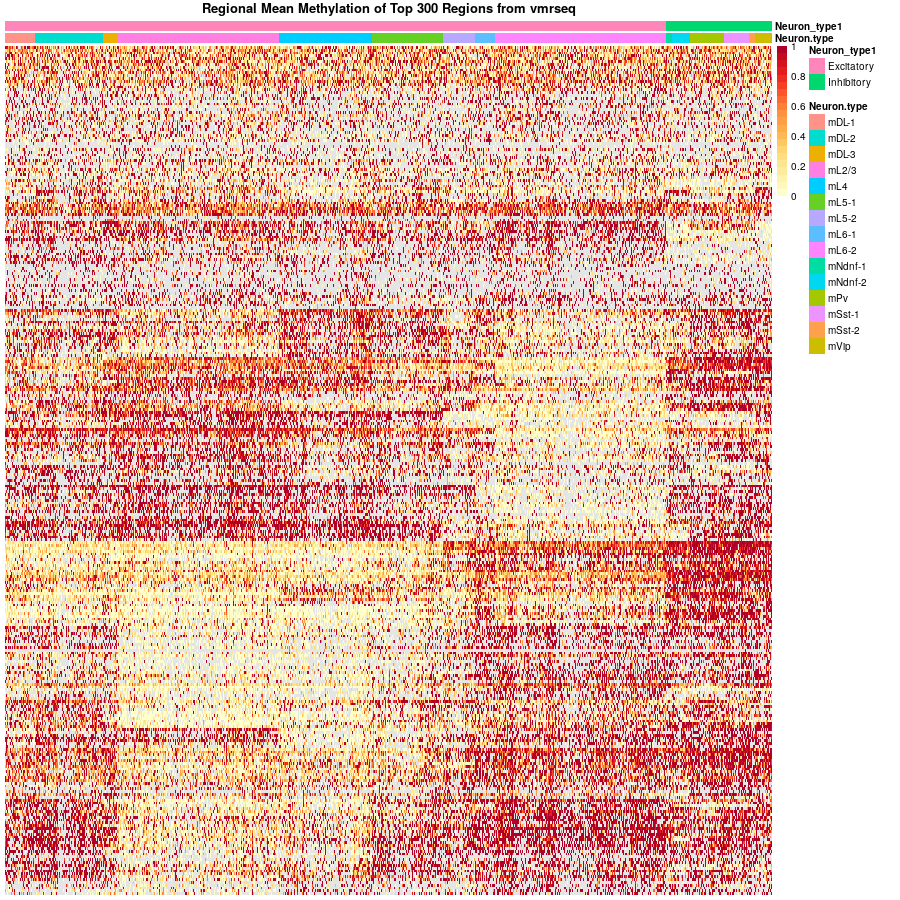 Regional Mean Methylation of Top 300 Regions from vmrseq
Neuron_type1
Neuron.type
1
0.8
0.6
0.4
0.2
0
Neuron_type1
Excitatory
Inhibitory
Neuron.type
mDL-1
mDL-2
mDL-3
mL2/3
mL4
mL5-1
mL5-2
mL6-1
mL6-2
mNdnf-1
mNdnf-2
mPv
mSst-1
mSst-2
mVip